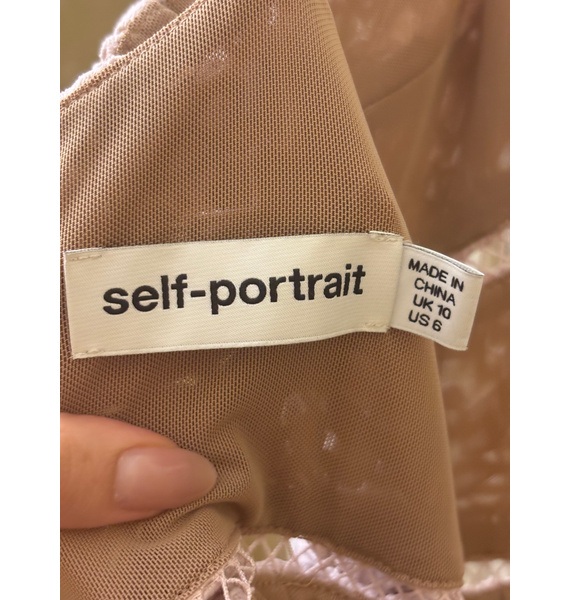 self-portrait
MADE IN
CHINA
UK 10
US 6